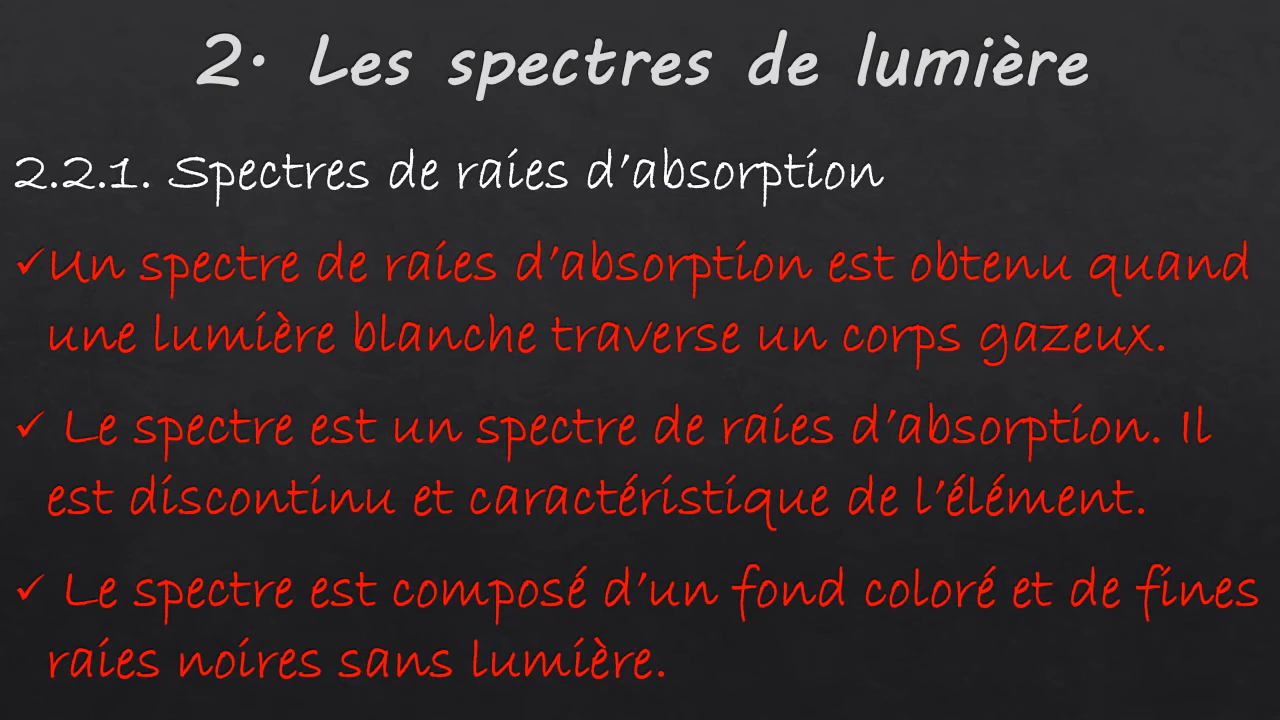 2. Les spectres de lumière
2.2.1. Spectres de raies d’absorption
✓Un spectre de raies d’absorption est obtenu quand
une lumière blanche traverse un corps gazeux.
✓ Le spectre est un spectre de raies d’absorption. Il
est discontinu et caractéristique de l’élément.
✓ Le spectre est composé d’un fond coloré et de fines
raies noires sans lumière.